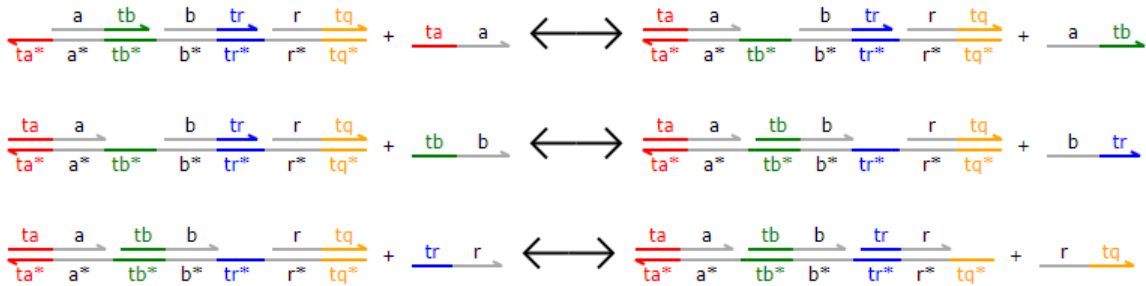 a tb b tr r tq a b tr r tq
ta a ta
+ ⟷ + a tb
ta* a* tb* b* tr* r* tq* ta* a* tb* b* tr* r* tq*
ta a b tr r tq ta a tb b r tq
+ tb b ⟷ + b tr
ta* a* tb* b* tr* r* tq* ta* a* tb* b* tr* r* tq*
ta a tb b r tq ta a tb b tr r
+ tr r ⟷ + r tq
ta* a* tb* b* tr* r* tq* ta* a* tb* b* tr* r* tq*